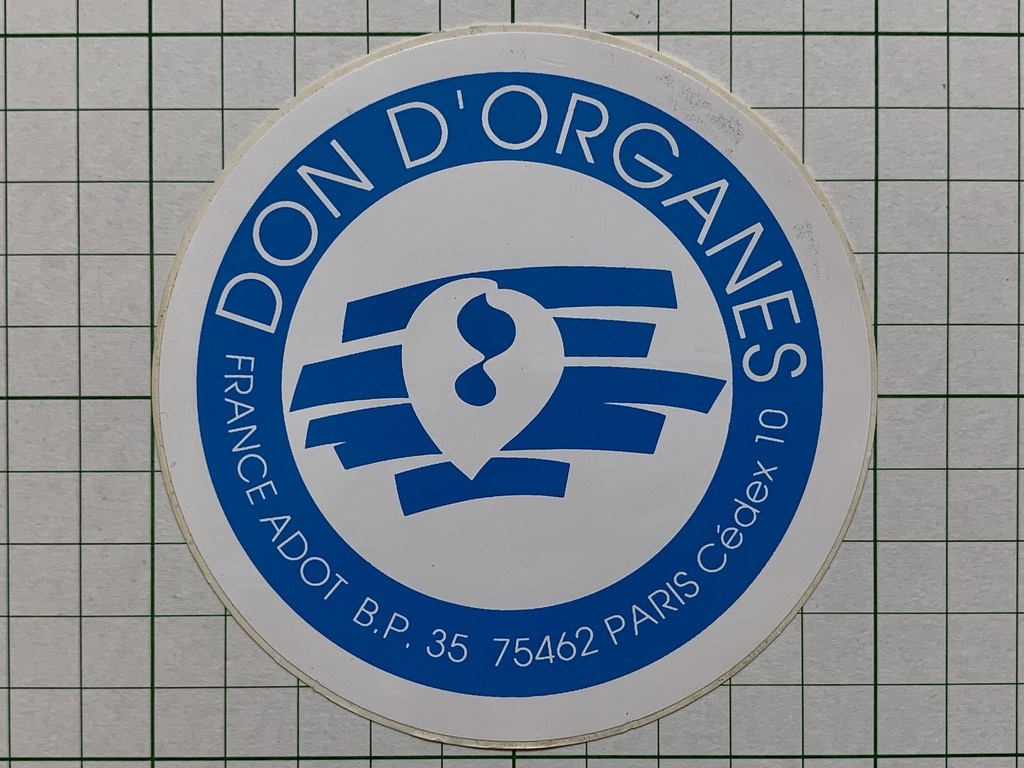 DON D'ORGANES
FRANCE ADOT B.P. 35 75462 PARIS Cédex 10